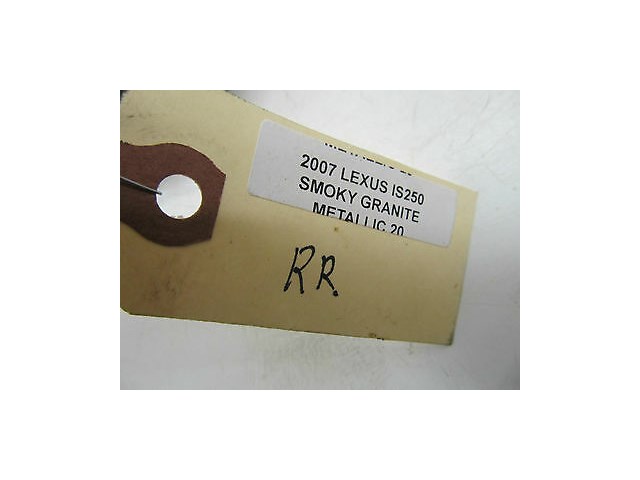 2007 LEXUS IS250
SMOKY GRANITE
METALLIC 20
RR.